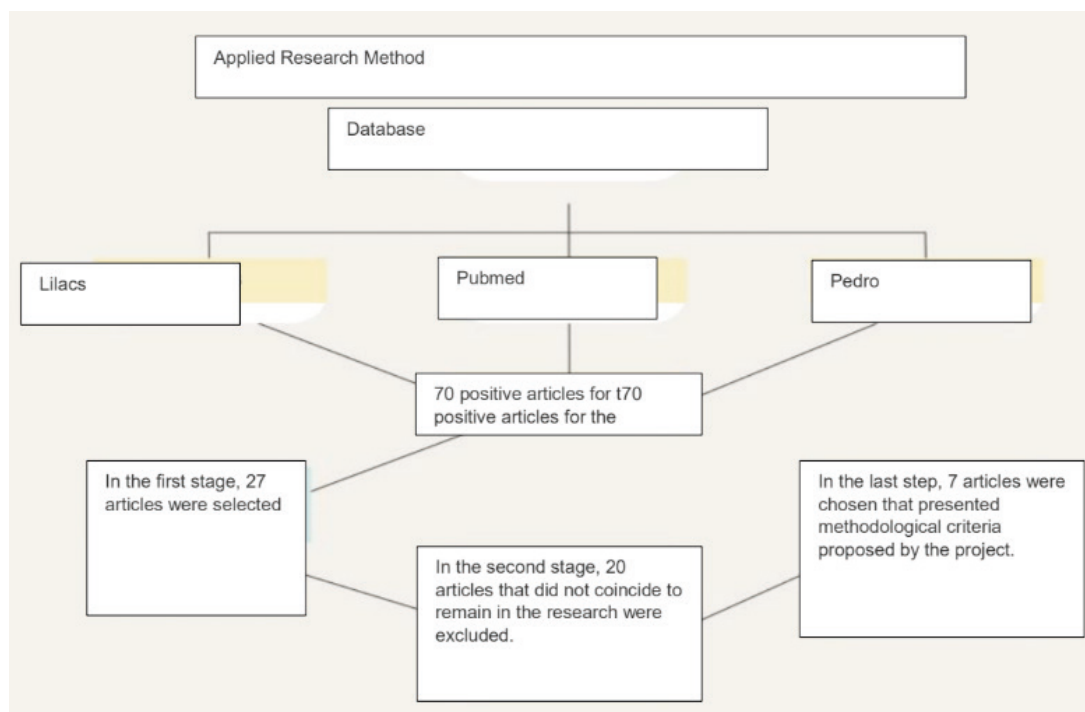 Applied Research Method
Database
Lilacs
Pubmed
Pedro
70 positive articles for t70
positive articles for the
In the first stage, 27
articles were selected
In the second stage, 20
articles that did not coincide to
remain in the research were
excluded.
In the last step, 7 articles were
chosen that presented
methodological criteria
proposed by the project.